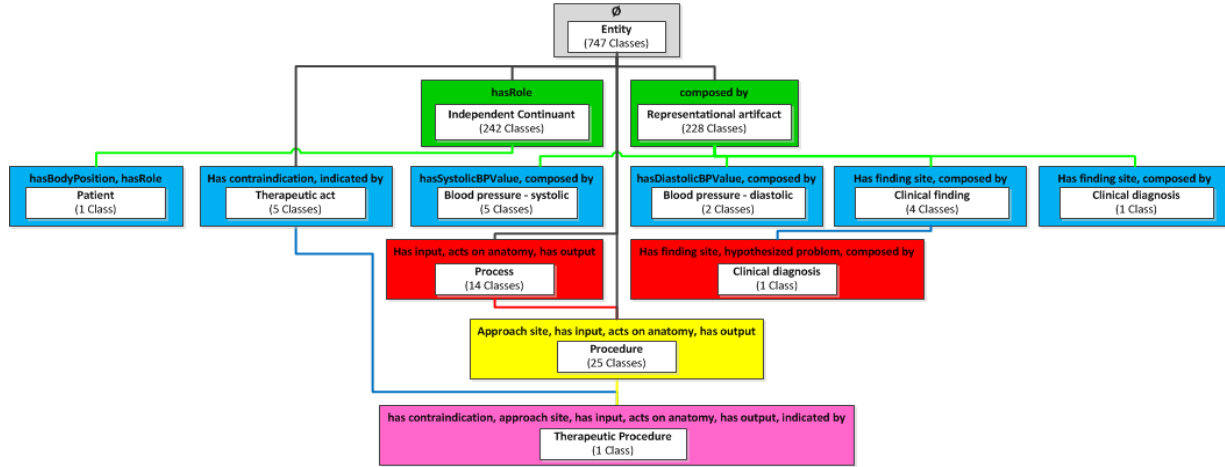 Ø
Entity
(747 Classes)
hasRole
Independent Continuant
(242 Classes)
composed by
Representational artifcact
(228 Classes)
hasBodyPosition, hasRole
Patient
(1 Class)
Has contraindication, indicated by
Therapeutic act
(5 Classes)
hasSystolicBPValue, composed by
Blood pressure - systolic
(5 Classes)
hasDiastolicBPValue, composed by
Blood pressure - diastolic
(2 Classes)
Has finding site, composed by
Clinical finding
(4 Classes)
Has finding site, composed by
Clinical diagnosis
(1 Class)
Has input, acts on anatomy, has output
Process
(14 Classes)
Has finding site, hypothesized problem, composed by
Clinical diagnosis
(1 Class)
Approach site, has input, acts on anatomy, has output
Procedure
(25 Classes)
has contraindication, approach site, has input, acts on anatomy, has output, indicated by
Therapeutic Procedure
(1 Class)